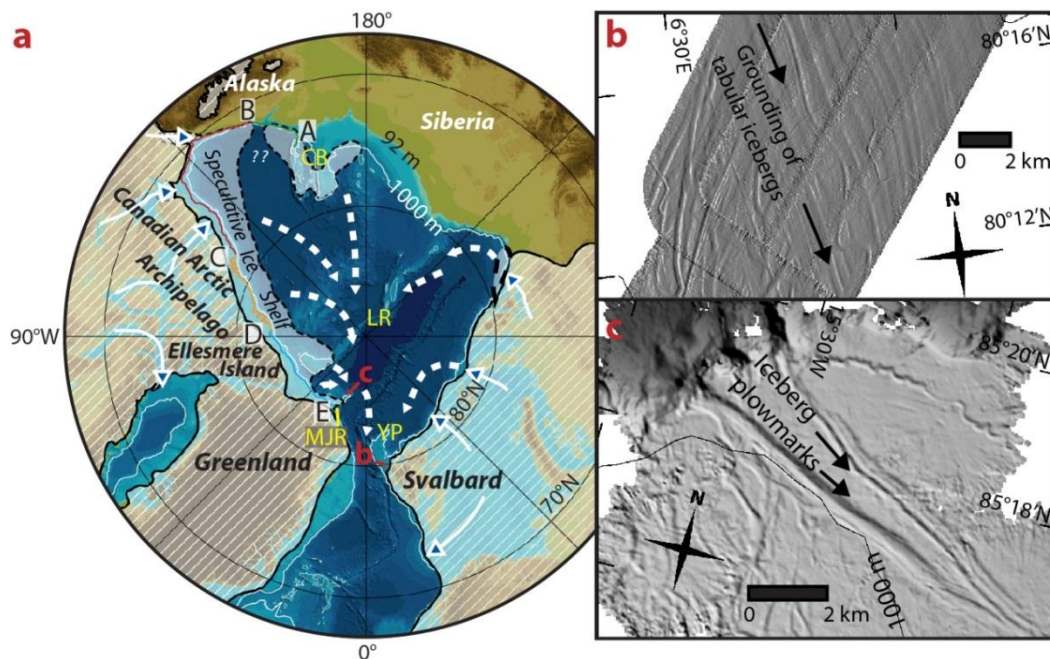 a
180°
Alaska
B
A
? ?
CB
Siberia
92 m
1000 m
Speculative Ice
Shelf
Canadian Arctic
Archipelago
C
90°W
LR
D
Ellesmere
Island
c
E
MJR
YP
80°N
b
Greenland
Svalbard
70°N
0°
b
6°30'E
80°16'N
Grounding of
tabular icebergs
0 2 km
N
80°12'N
c
5°30'W
85°20'N
Iceberg
plowmarks
85°18'N
N
1000 m
0 2 km